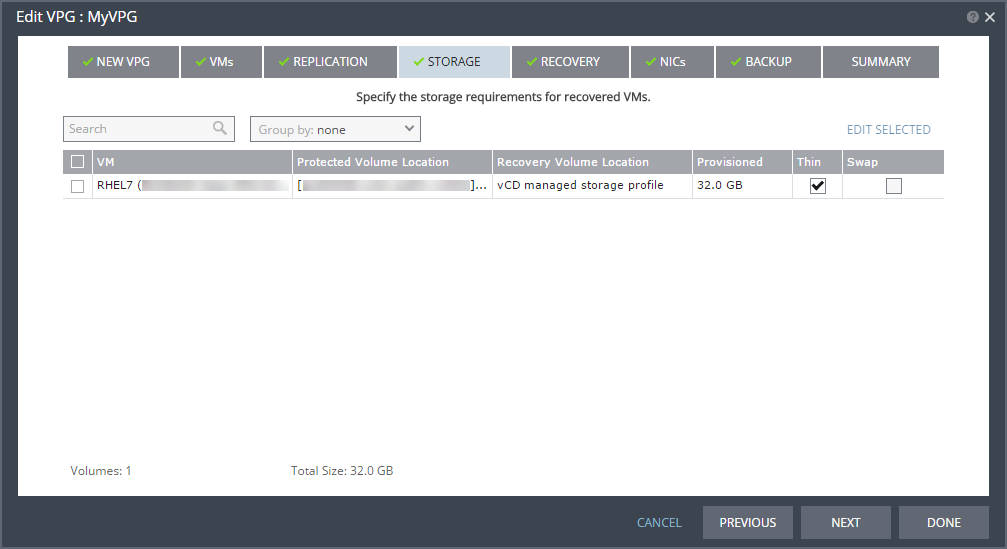 Edit VPG : MyVPG
NEW VPG VMs REPLICATION STORAGE RECOVERY NICs BACKUP SUMMARY
Specify the storage requirements for recovered VMs.
Search Group by: none EDIT SELECTED
VM Protected Volume Location Recovery Volume Location Provisioned Thin Swap
RHEL7 ( [ ]... vCD managed storage profile 32.0 GB
Volumes: 1 Total Size: 32.0 GB
CANCEL PREVIOUS NEXT DONE